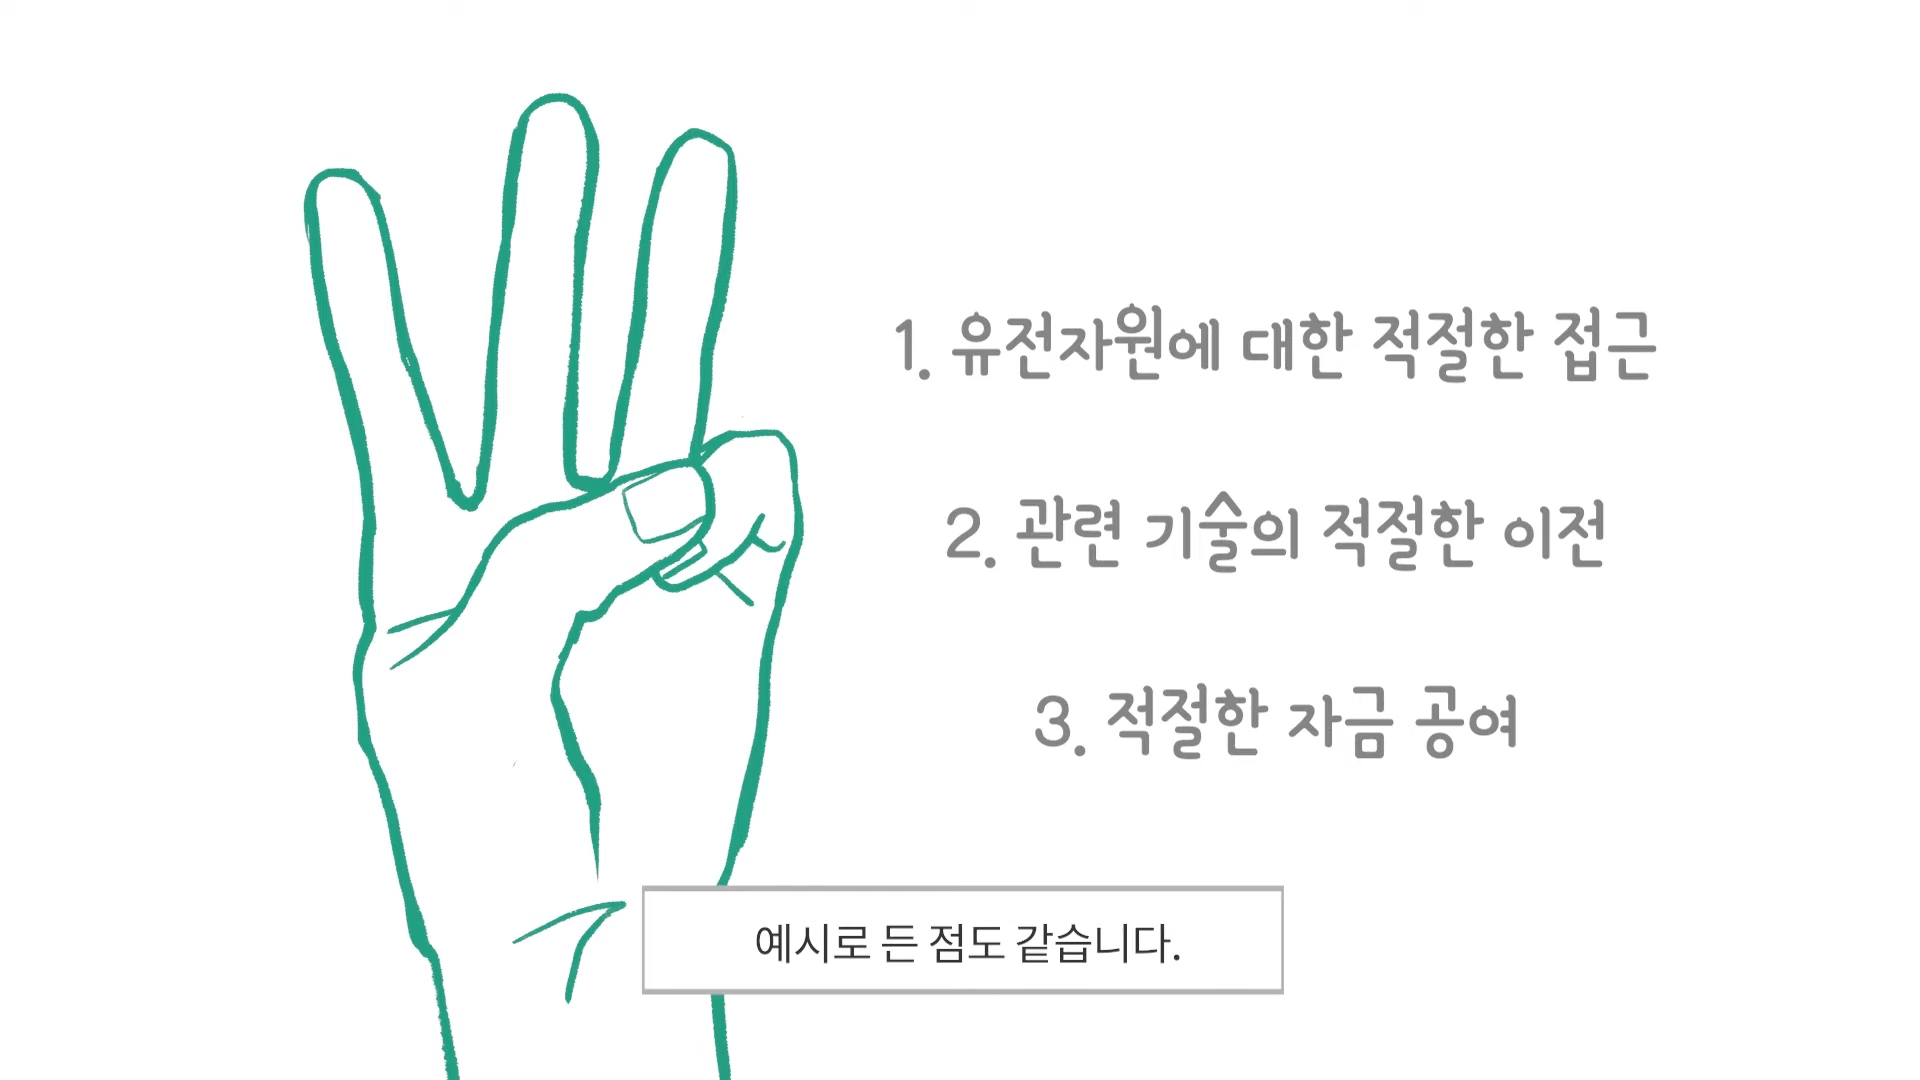 1. 유전자원에 대한 적절한 접근
2. 관련 기술의 적절한 이전
3. 적절한 자금 공여
예시로 든 점도 같습니다.